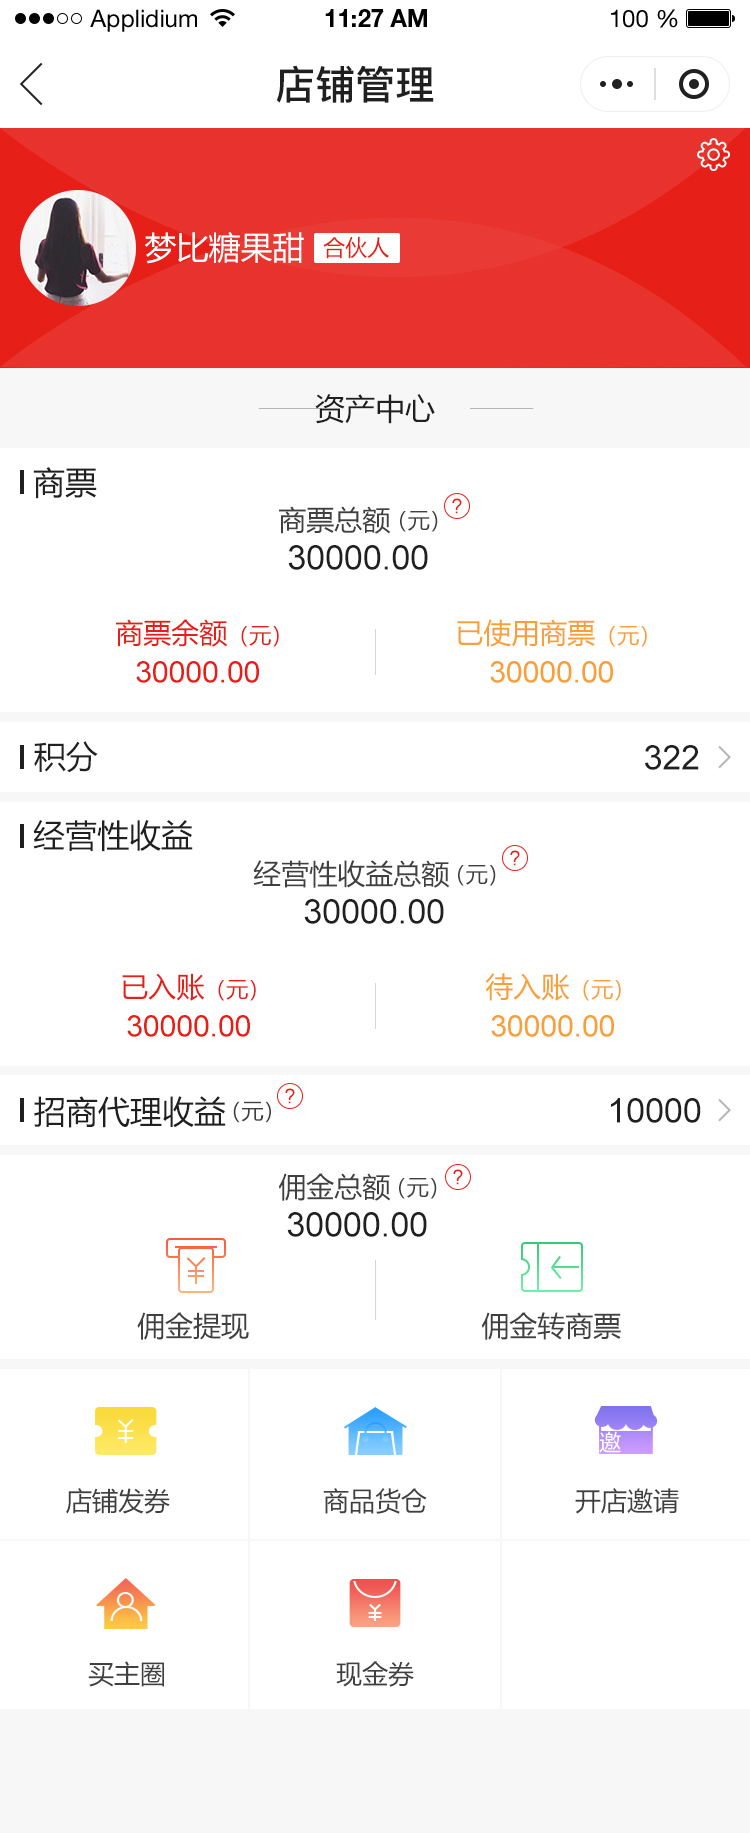 Applidium 11:27 AM 100 %
店铺管理
梦比糖果甜 合伙人
资产中心
商票
商票总额(元) ?
30000.00
商票余额(元) 已使用商票(元)
30000.00 30000.00
积分 322
经营性收益
经营性收益总额(元) ?
30000.00
已入账(元) 待入账(元)
30000.00 30000.00
招商代理收益(元) ? 10000
佣金总额(元) ?
30000.00
¥
佣金提现 佣金转商票
¥ 邀
店铺发券 商品货仓 开店邀请
¥
买主圈 现金券